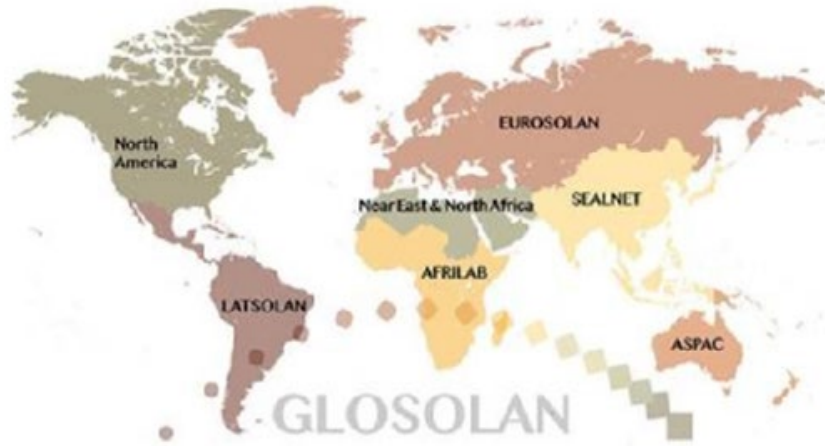 EUROSOLAN
North
America
SEALNET
Near East & North Africa
AFRILAB
LATSOLAN
ASPAC
GLOSOLAN